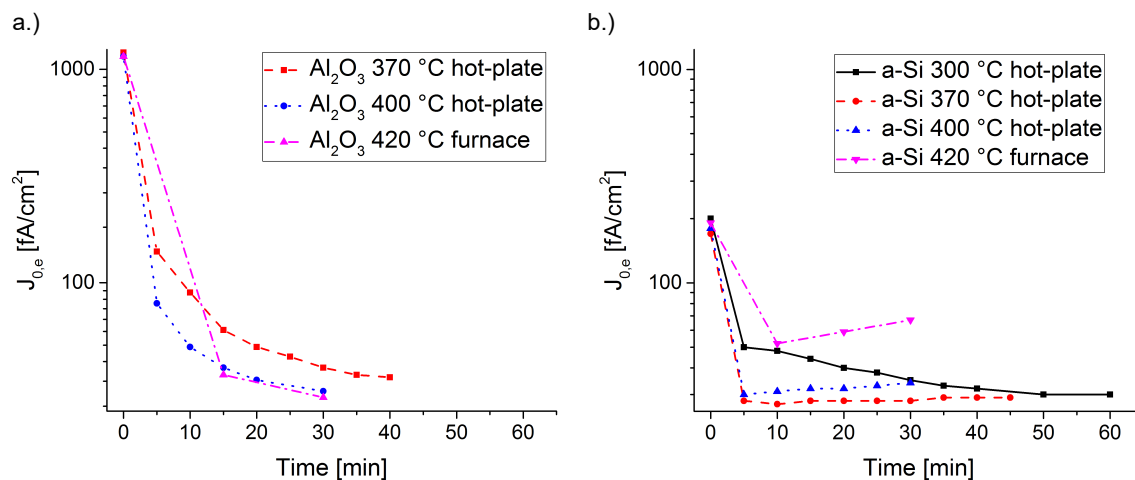 a.)
Al₂O₃ 370 °C hot-plate
Al₂O₃ 400 °C hot-plate
Al₂O₃ 420 °C furnace
1000
100
J₀,ₑ [fA/cm²]
0 10 20 30 40 50 60
Time [min]
b.)
a-Si 300 °C hot-plate
a-Si 370 °C hot-plate
a-Si 400 °C hot-plate
a-Si 420 °C furnace
1000
100
J₀,ₑ [fA/cm²]
0 10 20 30 40 50 60
Time [min]